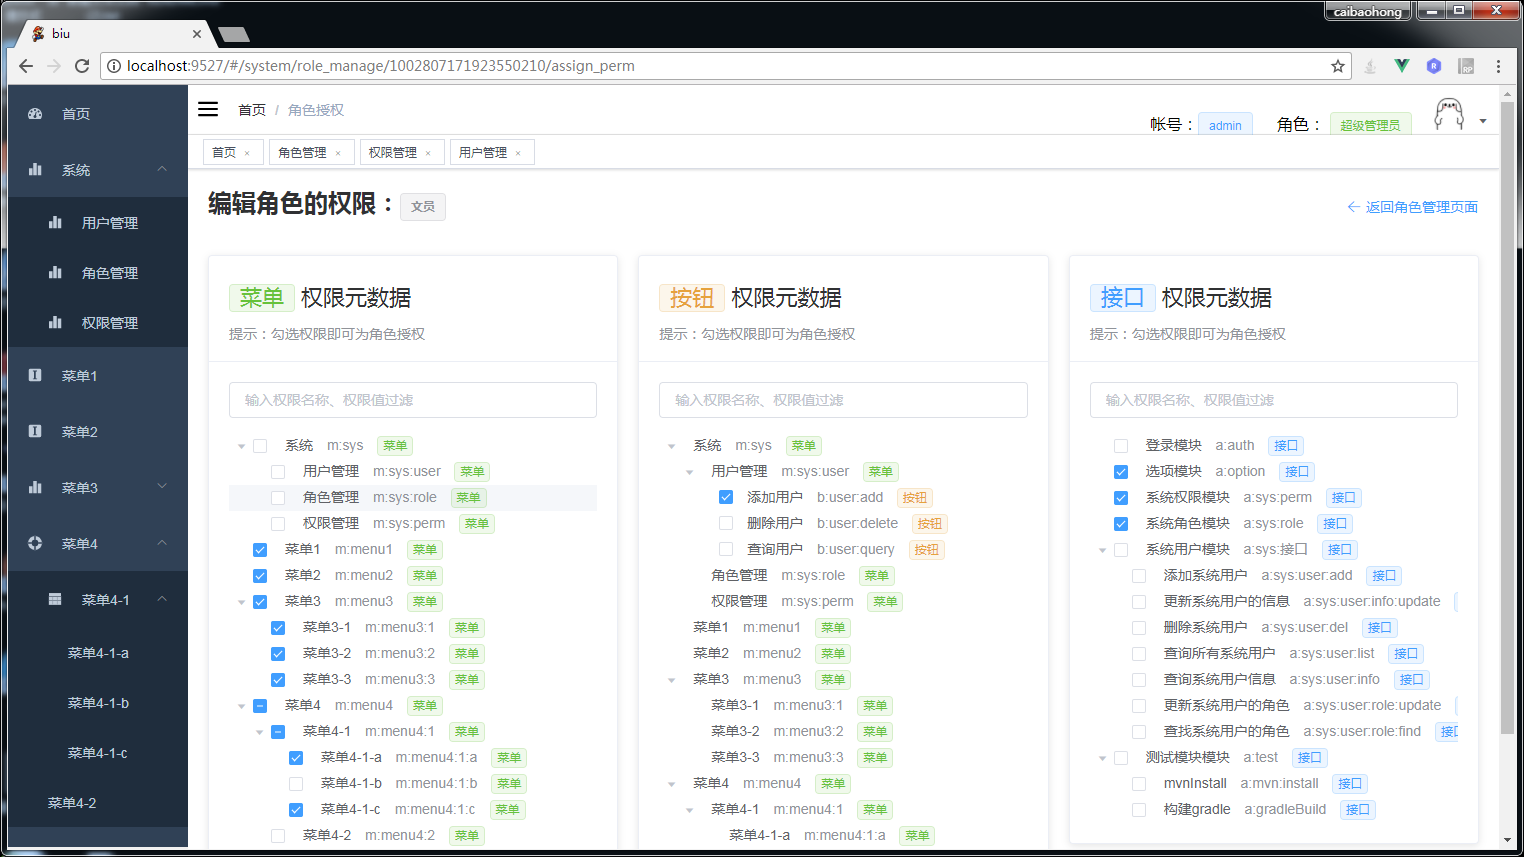 caibaohong
biu
localhost:9527/#/system/role_manage/1002807171923550210/assign_perm
首页
系统
用户管理
角色管理
权限管理
菜单1
菜单2
菜单3
菜单4
菜单4-1
菜单4-1-a
菜单4-1-b
菜单4-1-c
菜单4-2
首页 / 角色授权
帐号： admin 角色： 超级管理员
首页 × 角色管理 × 权限管理 × 用户管理 ×
编辑角色的权限： 文员
← 返回角色管理页面
菜单 权限元数据
提示：勾选权限即可为角色授权
输入权限名称、权限值过滤
系统 m:sys 菜单
用户管理 m:sys:user 菜单
角色管理 m:sys:role 菜单
权限管理 m:sys:perm 菜单
菜单1 m:menu1 菜单
菜单2 m:menu2 菜单
菜单3 m:menu3 菜单
菜单3-1 m:menu3:1 菜单
菜单3-2 m:menu3:2 菜单
菜单3-3 m:menu3:3 菜单
菜单4 m:menu4 菜单
菜单4-1 m:menu4:1 菜单
菜单4-1-a m:menu4:1:a 菜单
菜单4-1-b m:menu4:1:b 菜单
菜单4-1-c m:menu4:1:c 菜单
菜单4-2 m:menu4:2 菜单
按钮 权限元数据
提示：勾选权限即可为角色授权
输入权限名称、权限值过滤
系统 m:sys 菜单
用户管理 m:sys:user 菜单
添加用户 b:user:add 按钮
删除用户 b:user:delete 按钮
查询用户 b:user:query 按钮
角色管理 m:sys:role 菜单
权限管理 m:sys:perm 菜单
菜单1 m:menu1 菜单
菜单2 m:menu2 菜单
菜单3 m:menu3 菜单
菜单3-1 m:menu3:1 菜单
菜单3-2 m:menu3:2 菜单
菜单3-3 m:menu3:3 菜单
菜单4 m:menu4 菜单
菜单4-1 m:menu4:1 菜单
菜单4-1-a m:menu4:1:a 菜单
接口 权限元数据
提示：勾选权限即可为角色授权
输入权限名称、权限值过滤
登录模块 a:auth 接口
选项模块 a:option 接口
系统权限模块 a:sys:perm 接口
系统角色模块 a:sys:role 接口
系统用户模块 a:sys:接口 接口
添加系统用户 a:sys:user:add 接口
更新系统用户的信息 a:sys:user:info:update
删除系统用户 a:sys:user:del 接口
查询所有系统用户 a:sys:user:list 接口
查询系统用户信息 a:sys:user:info 接口
更新系统用户的角色 a:sys:user:role:update
查找系统用户的角色 a:sys:user:role:find 接口
测试模块模块 a:test 接口
mvnInstall a:mvn:install 接口
构建gradle a:gradleBuild 接口